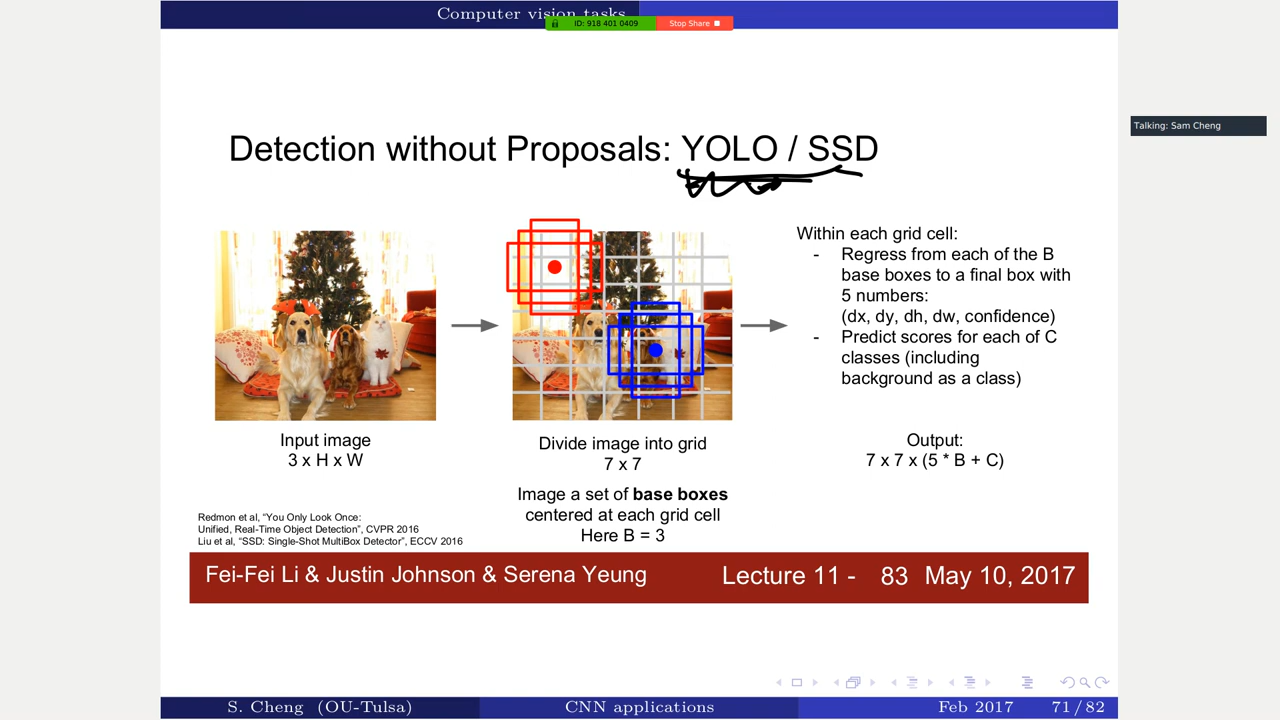 Computer vision tasks
ID: 918 401 0409 Stop Share
Talking: Sam Cheng
Detection without Proposals: YOLO / SSD
Input image
3 x H x W
Divide image into grid
7 x 7
Image a set of base boxes
centered at each grid cell
Here B = 3
Within each grid cell:
- Regress from each of the B
base boxes to a final box with
5 numbers:
(dx, dy, dh, dw, confidence)
- Predict scores for each of C
classes (including
background as a class)
Output:
7 x 7 x (5 * B + C)
Redmon et al, “You Only Look Once:
Unified, Real-Time Object Detection”, CVPR 2016
Liu et al, “SSD: Single-Shot MultiBox Detector”, ECCV 2016
Fei-Fei Li & Justin Johnson & Serena Yeung Lecture 11 - 83 May 10, 2017
S. Cheng (OU-Tulsa) CNN applications Feb 2017 71 / 82